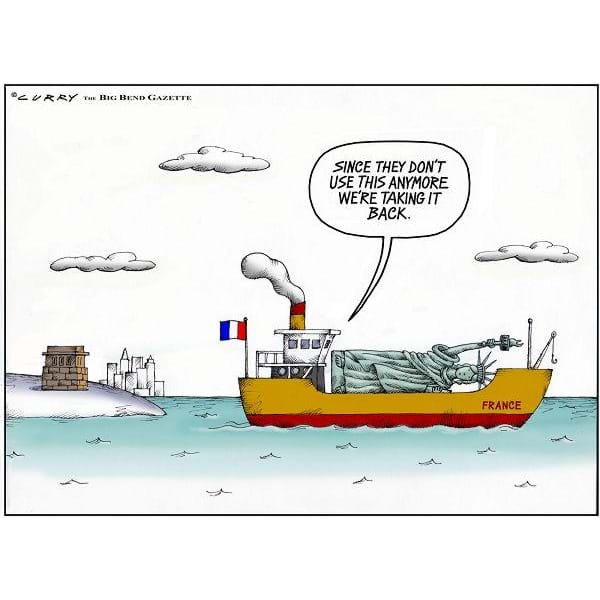 ©CURRY THE BIG BEND GAZETTE
SINCE THEY DON'T
USE THIS ANYMORE
WE'RE TAKING IT
BACK.
FRANCE